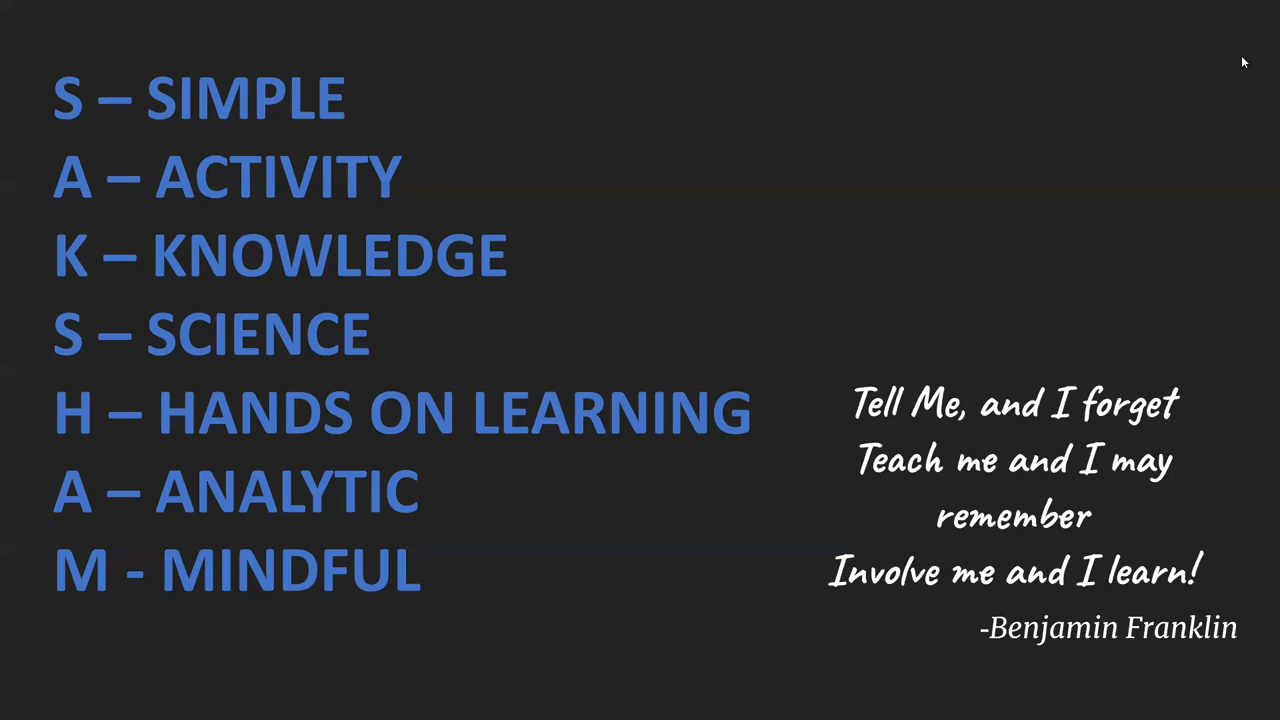 S – SIMPLE
A – ACTIVITY
K – KNOWLEDGE
S – SCIENCE
H – HANDS ON LEARNING
A – ANALYTIC
M - MINDFUL
Tell Me, and I forget
Teach me and I may
remember
Involve me and I learn!
-Benjamin Franklin